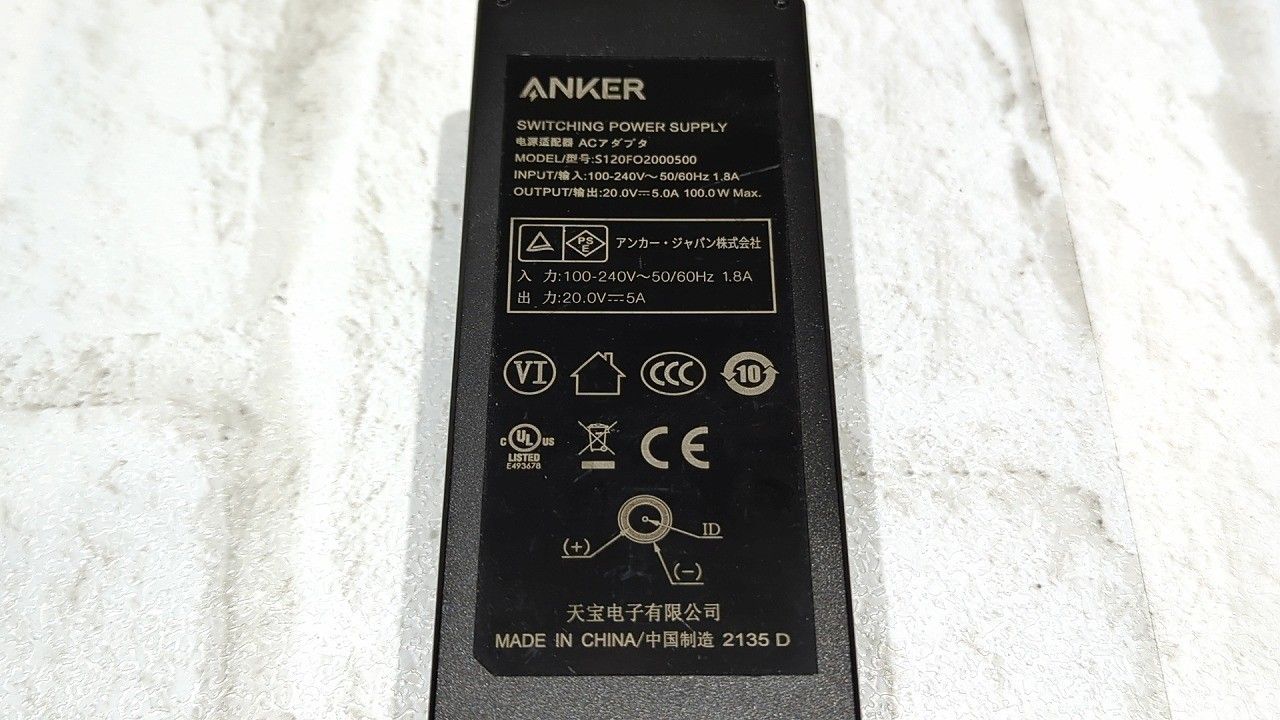 ANKER
SWITCHING POWER SUPPLY
电源适配器 ACアダプタ
MODEL/型号:S120FO2000500
INPUT/输入:100-240V～50/60Hz 1.8A
OUTPUT/输出:20.0V⎓5.0A 100.0W Max.
PS
E
アンカー・ジャパン株式会社
入 力:100-240V～50/60Hz 1.8A
出 力:20.0V⎓5A
VI
CCC
10
C UL US
LISTED
E493678
CE
ID
(+)
(−)
天宝电子有限公司
MADE IN CHINA/中国制造 2135 D